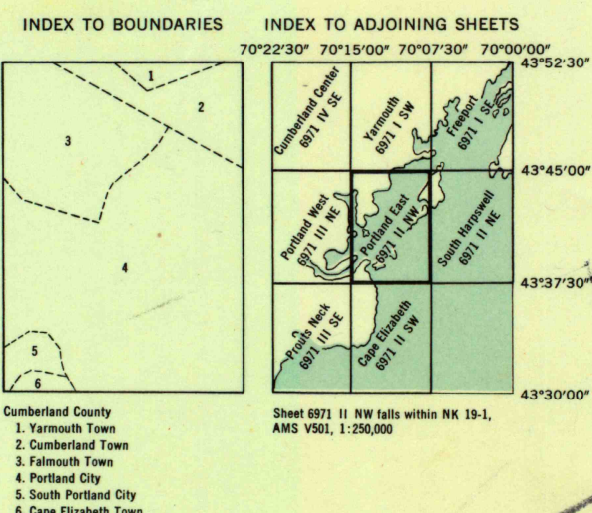 INDEX TO BOUNDARIES
1
2
3
4
5
6
Cumberland County
1. Yarmouth Town
2. Cumberland Town
3. Falmouth Town
4. Portland City
5. South Portland City
6. Cape Elizabeth Town
INDEX TO ADJOINING SHEETS
70°22'30" 70°15'00" 70°07'30" 70°00'00"
43°52'30"
Cumberland Center
6971 IV SE
Yarmouth
6971 I SW
Freeport
6971 I SE
43°45'00"
Portland West
6971 III NE
Portland East
6971 II NW
South Harpswell
6971 II NE
43°37'30"
Prouts Neck
6971 III SE
Cape Elizabeth
6971 II SW
43°30'00"
Sheet 6971 II NW falls within NK 19-1,
AMS V501, 1:250,000